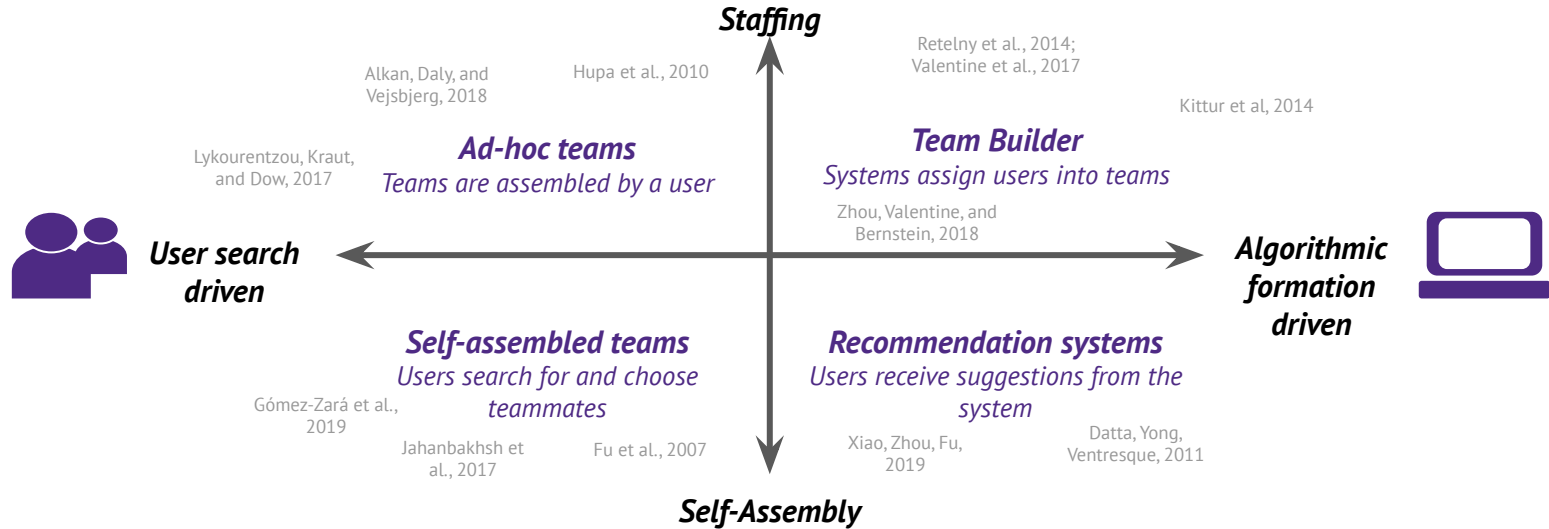 Staffing
Retelny et al., 2014;
Valentine et al., 2017
Alkan, Daly, and
Vejsbjerg, 2018
Hupa et al., 2010
Kittur et al, 2014
Ad-hoc teams
Teams are assembled by a user
Team Builder
Systems assign users into teams
Lykourentzou, Kraut,
and Dow, 2017
Zhou, Valentine, and
Bernstein, 2018
User search
driven
Algorithmic
formation
driven
Self-assembled teams
Users search for and choose
teammates
Recommendation systems
Users receive suggestions from the
system
Gómez-Zará et al.,
2019
Jahanbakhsh et
al., 2017
Fu et al., 2007
Xiao, Zhou, Fu,
2019
Datta, Yong,
Ventresque, 2011
Self-Assembly